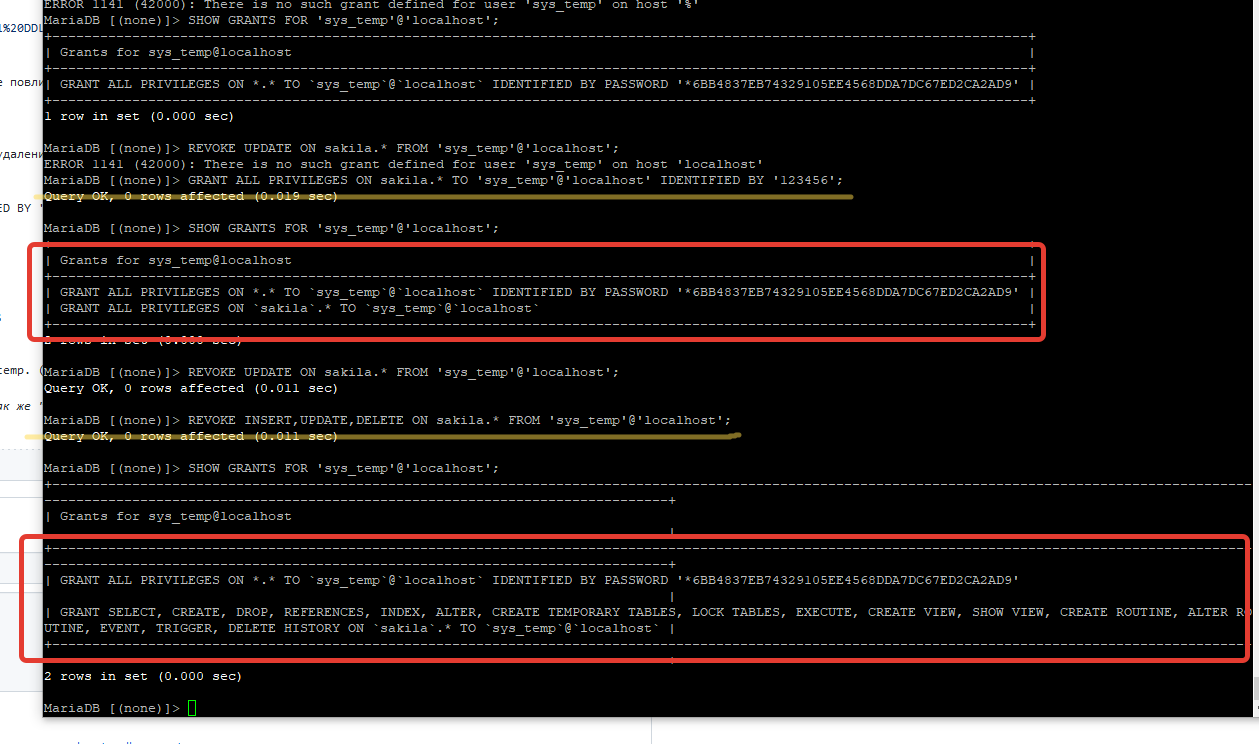 ERROR 1141 (42000): There is no such grant defined for user 'sys_temp' on host '%'
MariaDB [(none)]> SHOW GRANTS FOR 'sys_temp'@'localhost';
| Grants for sys_temp@localhost |
| GRANT ALL PRIVILEGES ON *.* TO `sys_temp`@`localhost` IDENTIFIED BY PASSWORD '*6BB4837EB74329105EE4568DDA7DC67ED2CA2AD9' |
1 row in set (0.000 sec)
MariaDB [(none)]> REVOKE UPDATE ON sakila.* FROM 'sys_temp'@'localhost';
ERROR 1141 (42000): There is no such grant defined for user 'sys_temp' on host 'localhost'
MariaDB [(none)]> GRANT ALL PRIVILEGES ON sakila.* TO 'sys_temp'@'localhost' IDENTIFIED BY '123456';
ED BY '
Query OK, 0 rows affected (0.019 sec)
MariaDB [(none)]> SHOW GRANTS FOR 'sys_temp'@'localhost';
| Grants for sys_temp@localhost |
| GRANT ALL PRIVILEGES ON *.* TO `sys_temp`@`localhost` IDENTIFIED BY PASSWORD '*6BB4837EB74329105EE4568DDA7DC67ED2CA2AD9' |
| GRANT ALL PRIVILEGES ON `sakila`.* TO `sys_temp`@`localhost` |
2 rows in set (0.000 sec)
MariaDB [(none)]> REVOKE UPDATE ON sakila.* FROM 'sys_temp'@'localhost';
Query OK, 0 rows affected (0.011 sec)
MariaDB [(none)]> REVOKE INSERT,UPDATE,DELETE ON sakila.* FROM 'sys_temp'@'localhost';
Query OK, 0 rows affected (0.011 sec)
MariaDB [(none)]> SHOW GRANTS FOR 'sys_temp'@'localhost';
| Grants for sys_temp@localhost
|
| GRANT ALL PRIVILEGES ON *.* TO `sys_temp`@`localhost` IDENTIFIED BY PASSWORD '*6BB4837EB74329105EE4568DDA7DC67ED2CA2AD9'
|
| GRANT SELECT, CREATE, DROP, REFERENCES, INDEX, ALTER, CREATE TEMPORARY TABLES, LOCK TABLES, EXECUTE, CREATE VIEW, SHOW VIEW, CREATE ROUTINE, ALTER RO
UTINE, EVENT, TRIGGER, DELETE HISTORY ON `sakila`.* TO `sys_temp`@`localhost` |
2 rows in set (0.000 sec)
MariaDB [(none)]>